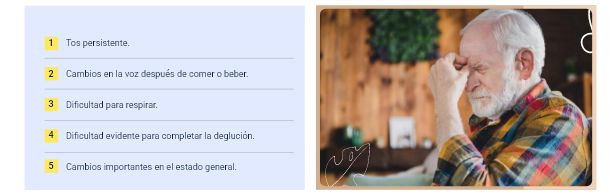 1 Tos persistente.
2 Cambios en la voz después de comer o beber.
3 Dificultad para respirar.
4 Dificultad evidente para completar la deglución.
5 Cambios importantes en el estado general.